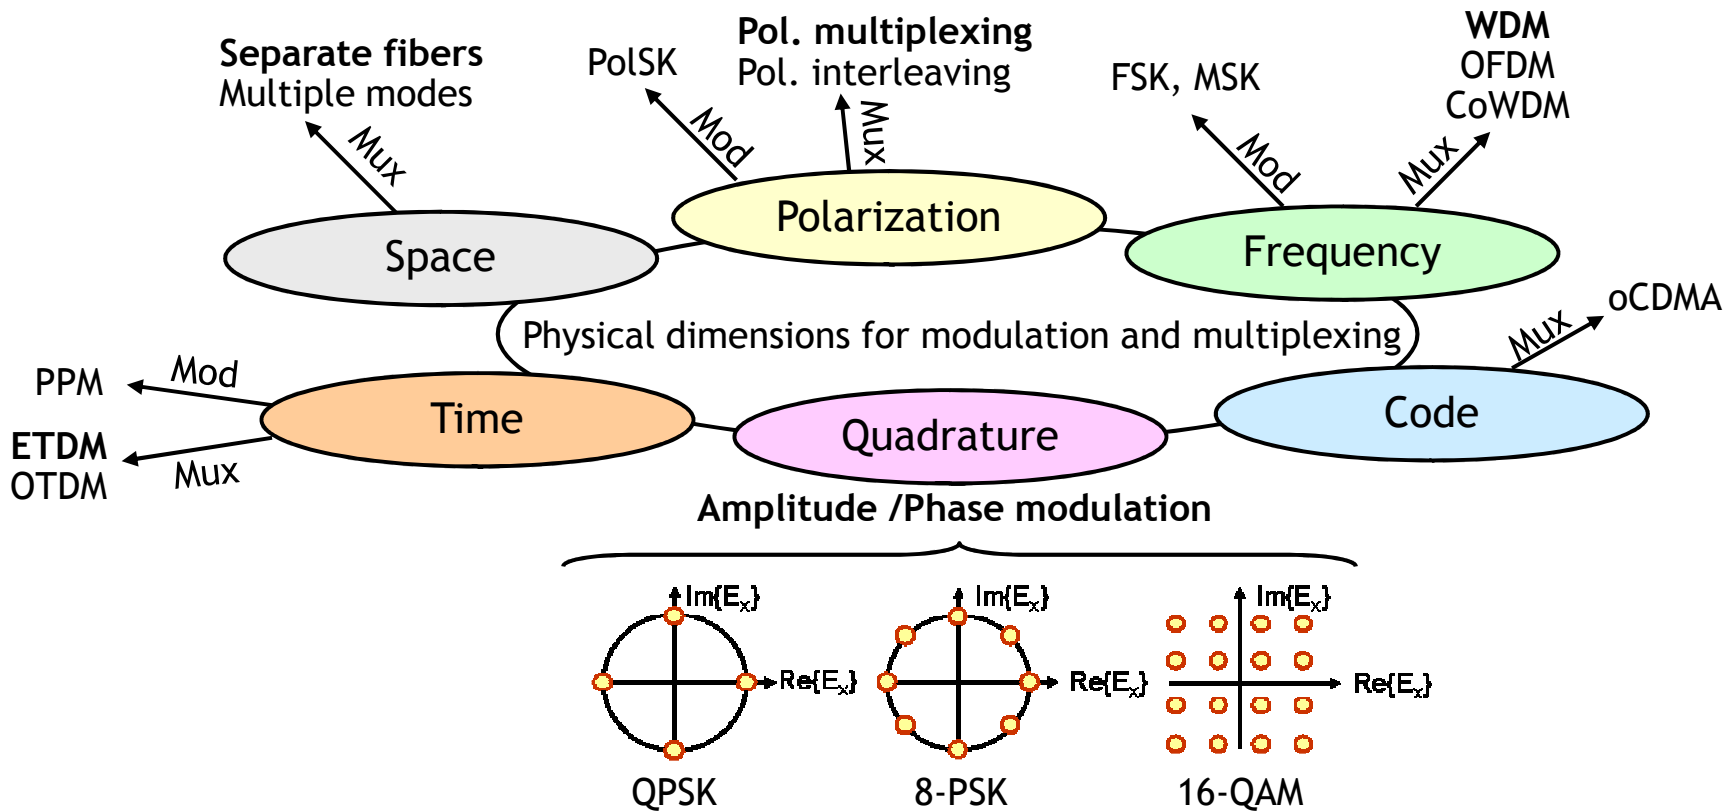 Separate fibers
Multiple modes
Mux
PolSK
Mod
Pol. multiplexing
Pol. interleaving
Mux
FSK, MSK
Mod
WDM
OFDM
CoWDM
Mux
Space
Polarization
Frequency
Physical dimensions for modulation and multiplexing
oCDMA
Mux
PPM
Mod
ETDM
OTDM
Mux
Time
Quadrature
Code
Amplitude /Phase modulation
Im{Eₓ}
Re{Eₓ}
QPSK
Im{Eₓ}
Re{Eₓ}
8-PSK
Im{Eₓ}
Re{Eₓ}
16-QAM